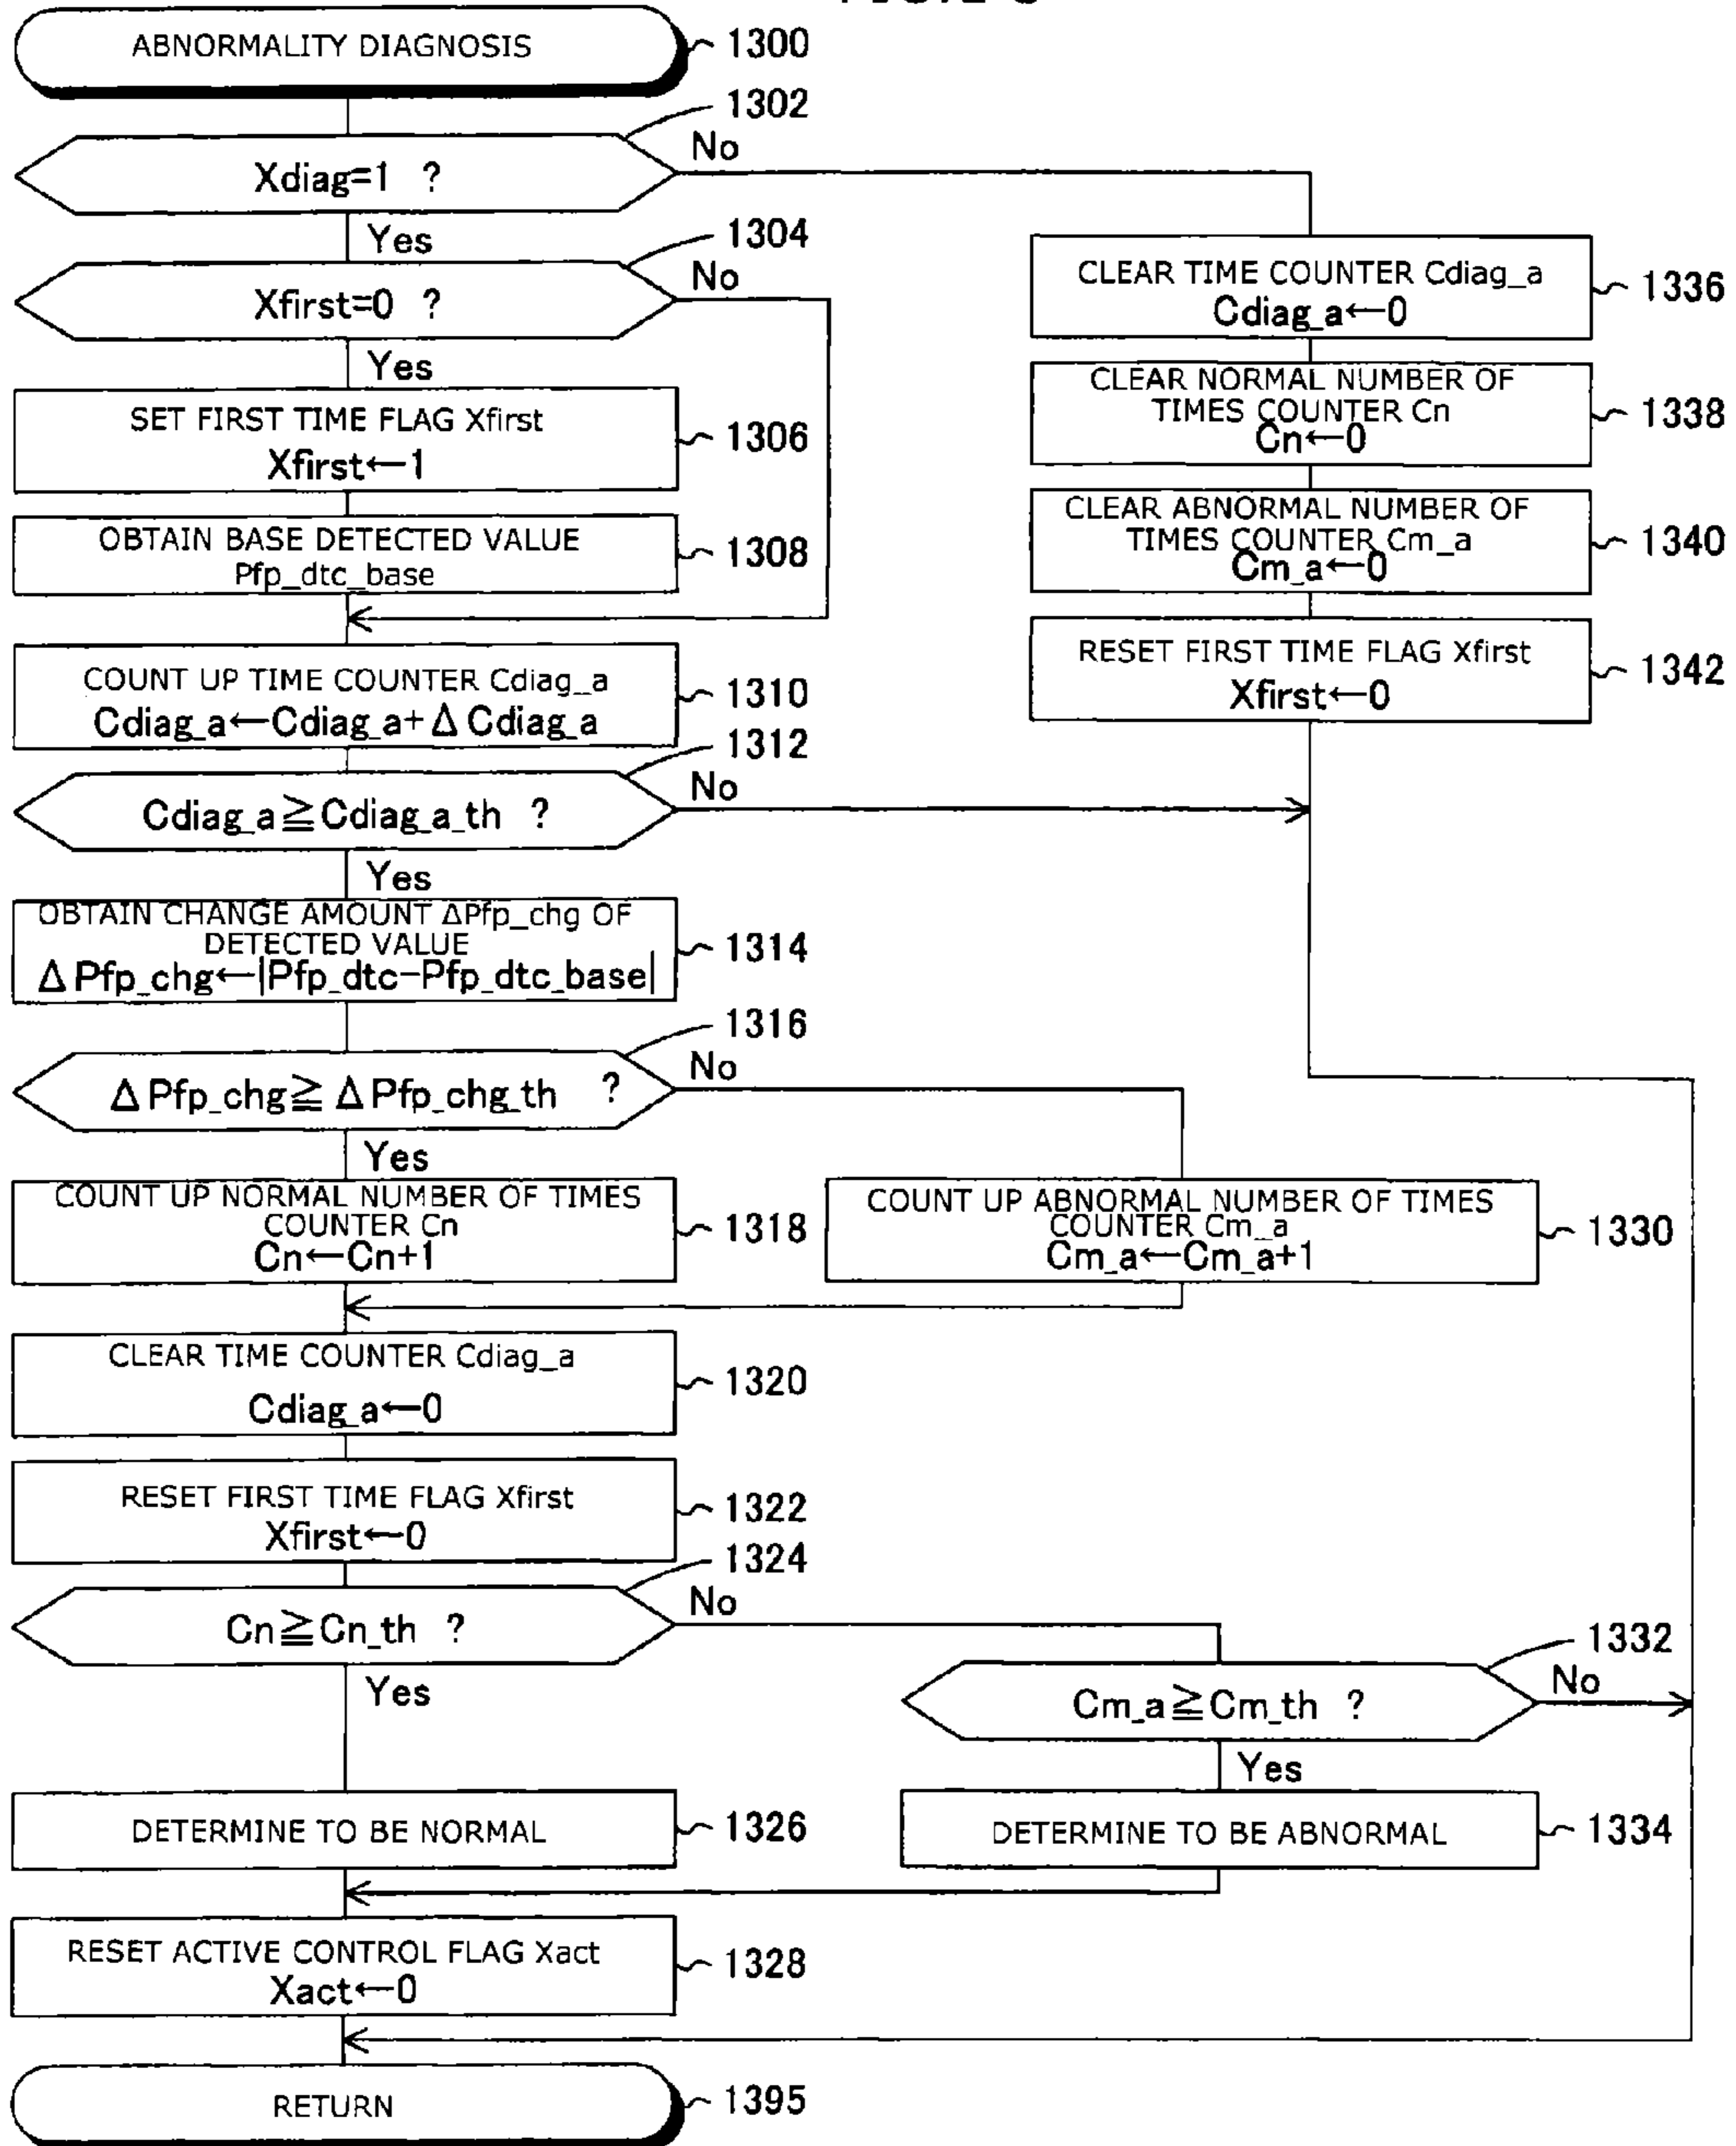 ABNORMALITY DIAGNOSIS
1300
1302
Xdiag=1 ?
No
Yes
1304
Xfirst=0 ?
No
Yes
SET FIRST TIME FLAG Xfirst
Xfirst←1
1306
OBTAIN BASE DETECTED VALUE
Pfp_dtc_base
1308
COUNT UP TIME COUNTER Cdiag_a
Cdiag_a←Cdiag_a+ΔCdiag_a
1310
1312
Cdiag_a≧Cdiag_a_th ?
No
Yes
OBTAIN CHANGE AMOUNT ΔPfp_chg OF
DETECTED VALUE
ΔPfp_chg←|Pfp_dtc-Pfp_dtc_base|
1314
1316
ΔPfp_chg≧ΔPfp_chg_th ?
No
Yes
COUNT UP NORMAL NUMBER OF TIMES
COUNTER Cn
Cn←Cn+1
1318
COUNT UP ABNORMAL NUMBER OF TIMES
COUNTER Cm_a
Cm_a←Cm_a+1
1330
CLEAR TIME COUNTER Cdiag_a
Cdiag_a←0
1320
RESET FIRST TIME FLAG Xfirst
Xfirst←0
1322
1324
Cn≧Cn_th ?
No
Yes
1332
Cm_a≧Cm_th ?
No
Yes
DETERMINE TO BE NORMAL
1326
DETERMINE TO BE ABNORMAL
1334
RESET ACTIVE CONTROL FLAG Xact
Xact←0
1328
RETURN
1395
CLEAR TIME COUNTER Cdiag_a
Cdiag_a←0
1336
CLEAR NORMAL NUMBER OF
TIMES COUNTER Cn
Cn←0
1338
CLEAR ABNORMAL NUMBER OF
TIMES COUNTER Cm_a
Cm_a←0
1340
RESET FIRST TIME FLAG Xfirst
Xfirst←0
1342